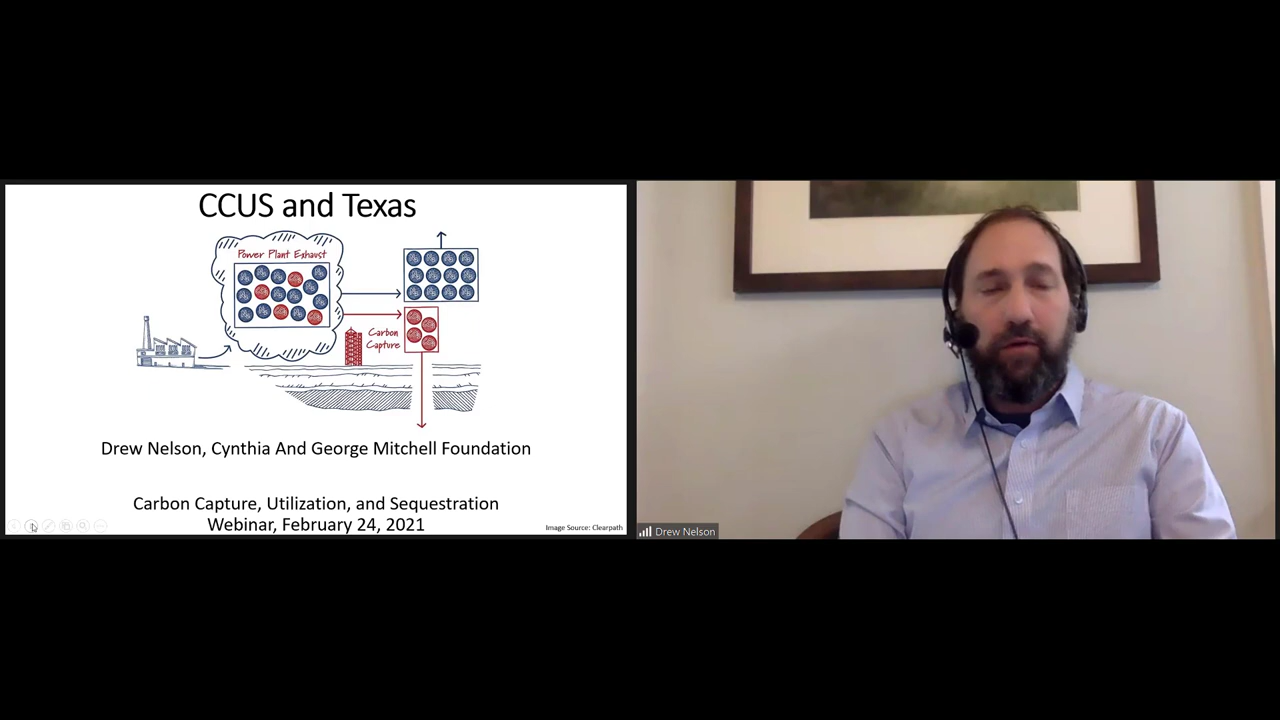 CCUS and Texas
Power Plant Exhaust
Carbon
Capture
Drew Nelson, Cynthia And George Mitchell Foundation
Carbon Capture, Utilization, and Sequestration
Webinar, February 24, 2021
Image Source: Clearpath
Drew Nelson